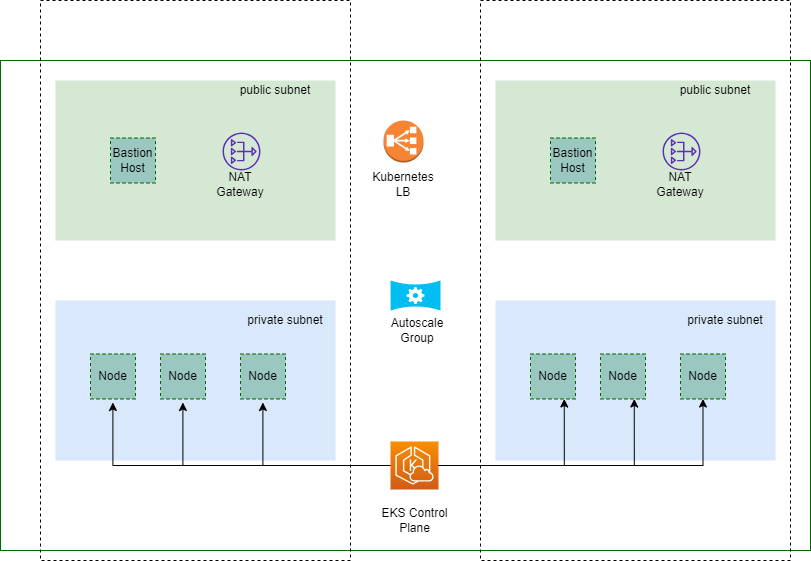 public subnet
public subnet
Bastion
Host
NAT
Gateway
Kubernetes
LB
Bastion
Host
NAT
Gateway
Autoscale
Group
private subnet
private subnet
Node
Node
Node
Node
Node
Node
K
EKS Control
Plane